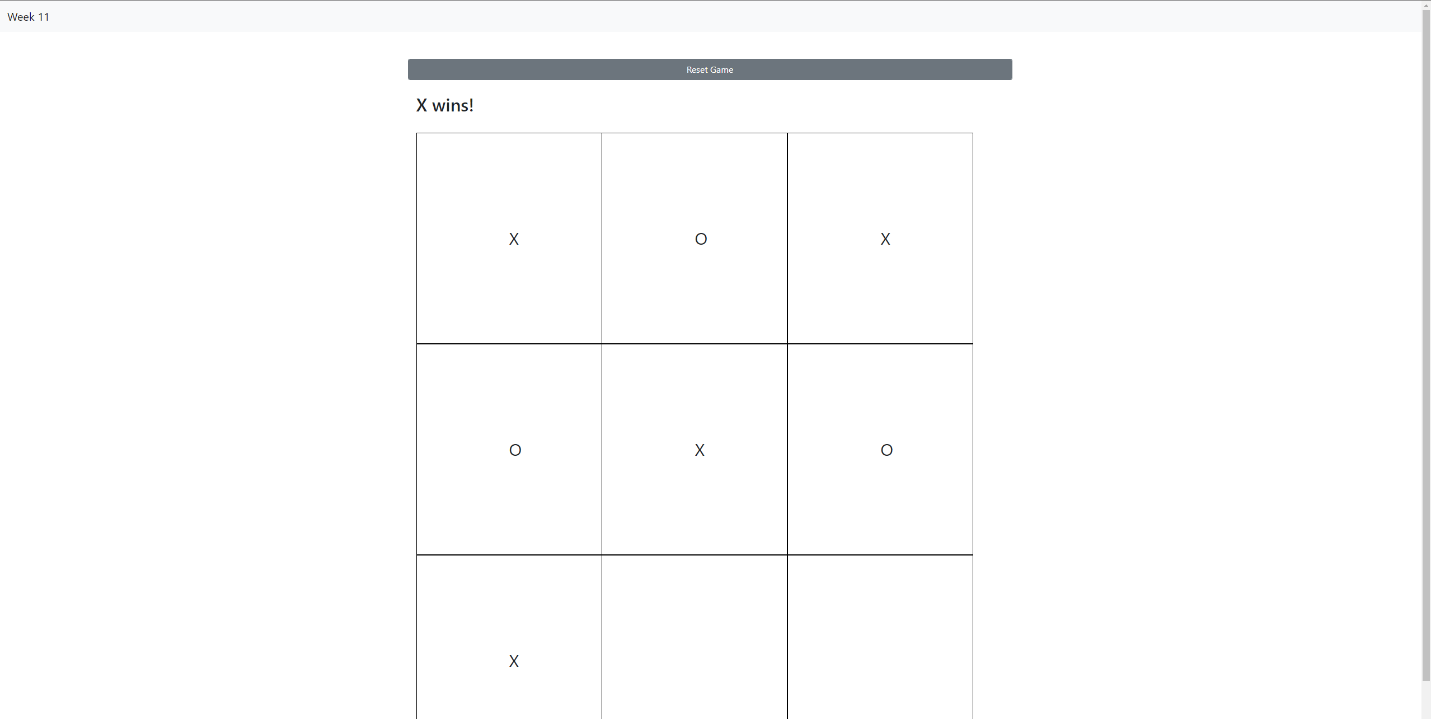 Week 11
Reset Game
X wins!
X O X
O X O
X